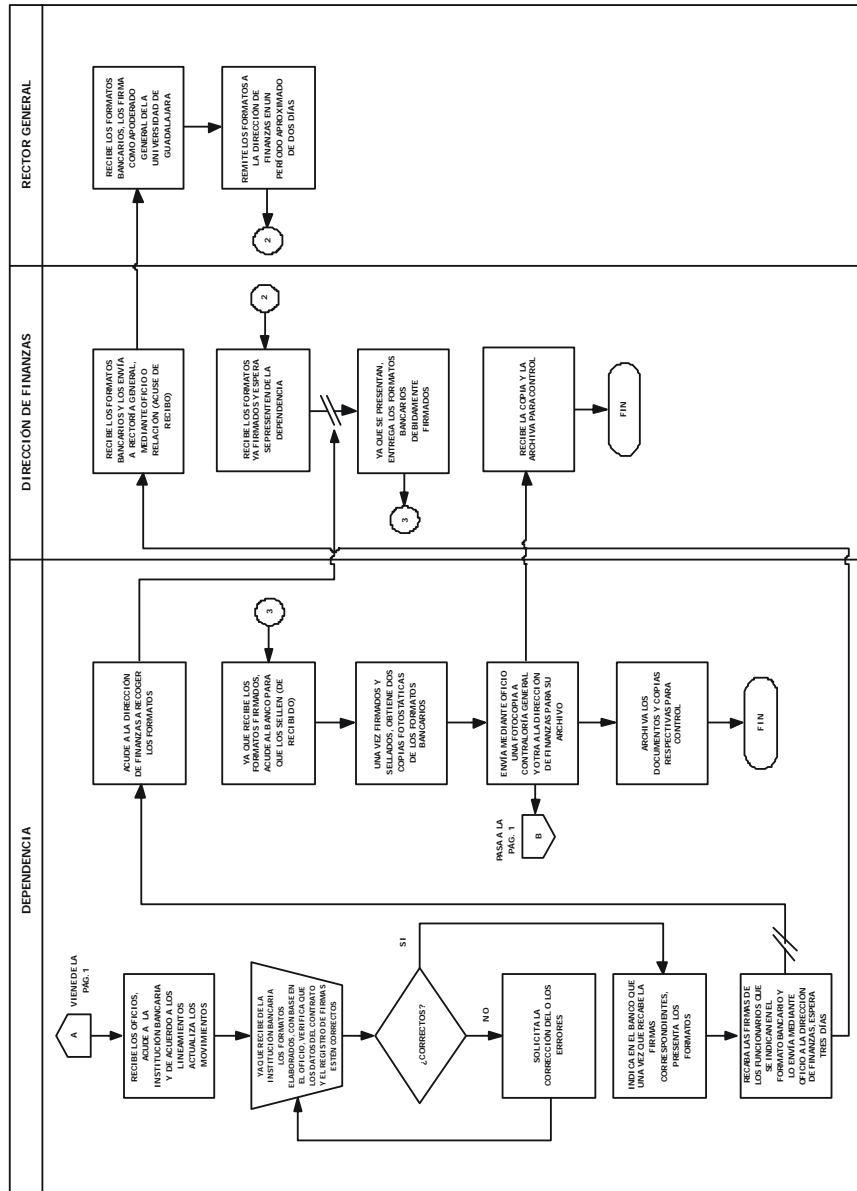 DEPENDENCIA
DIRECCIÓN DE FINANZAS
RECTOR GENERAL
A
VIENE DE LA
PÁG. 1
RECIBE LOS OFICIOS,
ACUDE A LA
INSTITUCIÓN BANCARIA
Y DE ACUERDO A LOS
LINEAMIENTOS
ACTUALIZA LOS
MOVIMIENTOS
YA QUE RECIBE DE LA
INSTITUCIÓN BANCARIA
LOS FORMATOS
ELABORADOS, CON BASE EN
EL OFICIO, VERIFICA QUE
LOS DATOS DEL CONTRATO
Y EL REGISTRO DE FIRMAS
ESTÉN CORRECTOS
¿CORRECTOS?
SI
NO
SOLICITA LA
CORRECCIÓN DEL O LOS
ERRORES
INDICA EN EL BANCO QUE
UNA VEZ QUE RECABE LA
FIRMAS
CORRESPONDIENTES,
PRESENTA LOS
FORMATOS
RECABA LAS FIRMAS DE
LOS FUNCIONARIOS QUE
SE INDICAN EN EL
FORMATO BANCARIO Y
LO ENVÍA MEDIANTE
OFICIO A LA DIRECCIÓN
DE FINANZAS, ESPERA
TRES DÍAS
ACUDE A LA DIRECCIÓN
DE FINANZAS A RECOGER
LOS FORMATOS
3
YA QUE RECIBE LOS
FORMATOS FIRMADOS,
ACUDE AL BANCO PARA
QUE LOS SELLEN (DE
RECIBIDO)
UNA VEZ FIRMADOS Y
SELLADOS, OBTIENE DOS
COPIAS FOTOSTÁTICAS
DE LOS FORMATOS
BANCARIOS
ENVÍA MEDIANTE OFICIO
UNA FOTOCOPIA A
CONTRALORÍA GENERAL
Y OTRA A LA DIRECCIÓN
DE FINANZAS PARA SU
ARCHIVO
PASA A LA
PÁG. 1
B
ARCHIVA LOS
DOCUMENTOS Y COPIAS
RESPECTIVAS PARA
CONTROL
FIN
RECIBE LOS FORMATOS
BANCARIOS Y LOS ENVÍA
A RECTORÍA GENERAL,
MEDIANTE OFICIO O
RELACIÓN (ACUSE DE
RECIBO)
2
RECIBE LOS FORMATOS
YA FIRMADOS Y ESPERA
SE PRESENTEN DE LA
DEPENDENCIA
YA QUE SE PRESENTAN,
ENTREGA LOS FORMATOS
BANCARIOS
DEBIDAMENTE
FIRMADOS
3
RECIBE LA COPIA Y LA
ARCHIVA PARA CONTROL
FIN
RECIBE LOS FORMATOS
BANCARIOS, LOS FIRMA
COMO APODERADO
GENERAL DE LA
UNIVERSIDAD DE
GUADALAJARA
REMITE LOS FORMATOS A
LA DIRECCIÓN DE
FINANZAS EN UN
PERÍODO APROXIMADO
DE DOS DÍAS
2